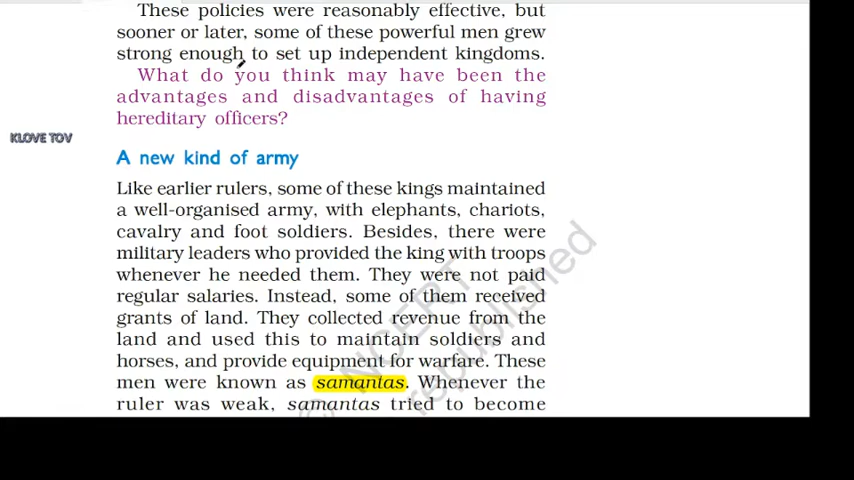 These policies were reasonably effective, but
sooner or later, some of these powerful men grew
strong enough to set up independent kingdoms.
What do you think may have been the
advantages and disadvantages of having
hereditary officers?
KLOVE TOV
A new kind of army
Like earlier rulers, some of these kings maintained
a well-organised army, with elephants, chariots,
cavalry and foot soldiers. Besides, there were
military leaders who provided the king with troops
whenever he needed them. They were not paid
regular salaries. Instead, some of them received
grants of land. They collected revenue from the
land and used this to maintain soldiers and
horses, and provide equipment for warfare. These
men were known as samantas. Whenever the
ruler was weak, samantas tried to become
© NCERT
republished